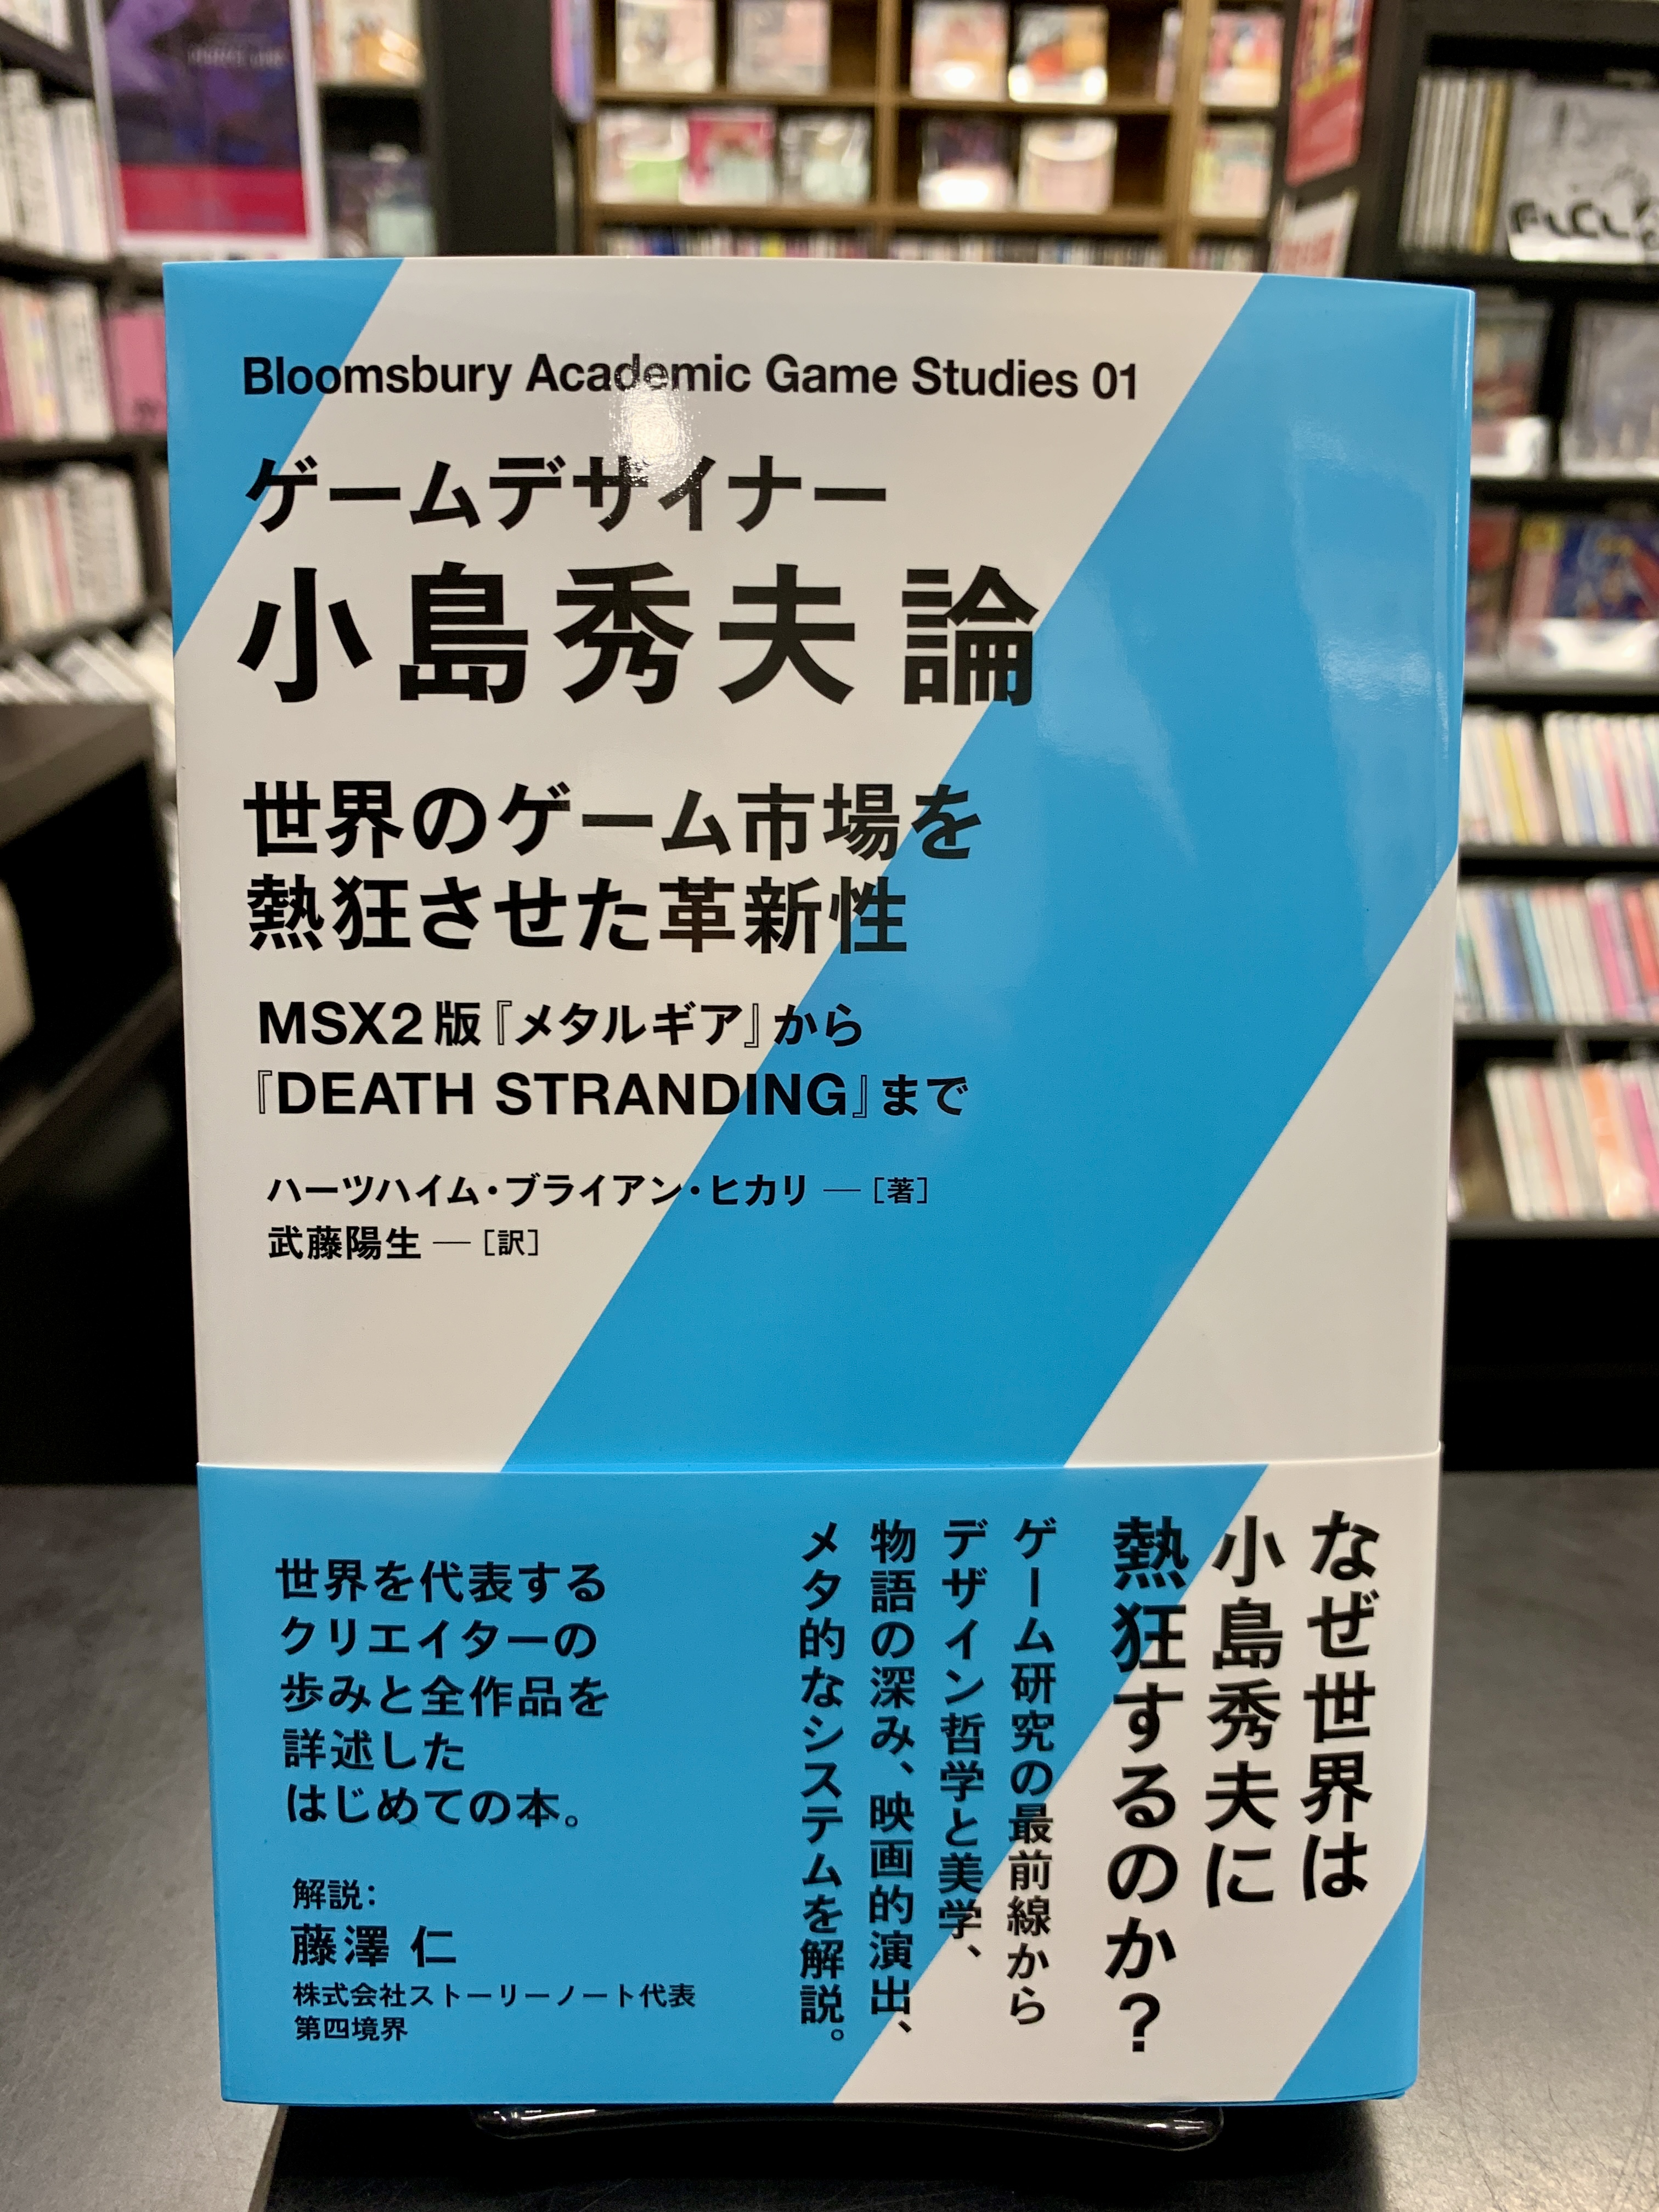 Bloomsbury Academic Game Studies 01
ゲームデザイナー
小島秀夫 論
世界のゲーム市場を
熱狂させた革新性
MSX2版『メタルギア』から
『DEATH STRANDING』まで
ハーツハイム・ブライアン・ヒカリ ―［著］
武藤陽生 ―［訳］
なぜ世界は
小島秀夫に
熱狂するのか？
ゲーム研究の最前線から
デザイン哲学と美学、
物語の深み、映画的演出、
メタ的なシステムを解説。
世界を代表する
クリエイターの
歩みと全作品を
詳述した
はじめての本。
解説：
藤澤 仁
株式会社ストーリーノート代表
第四境界
FLCL